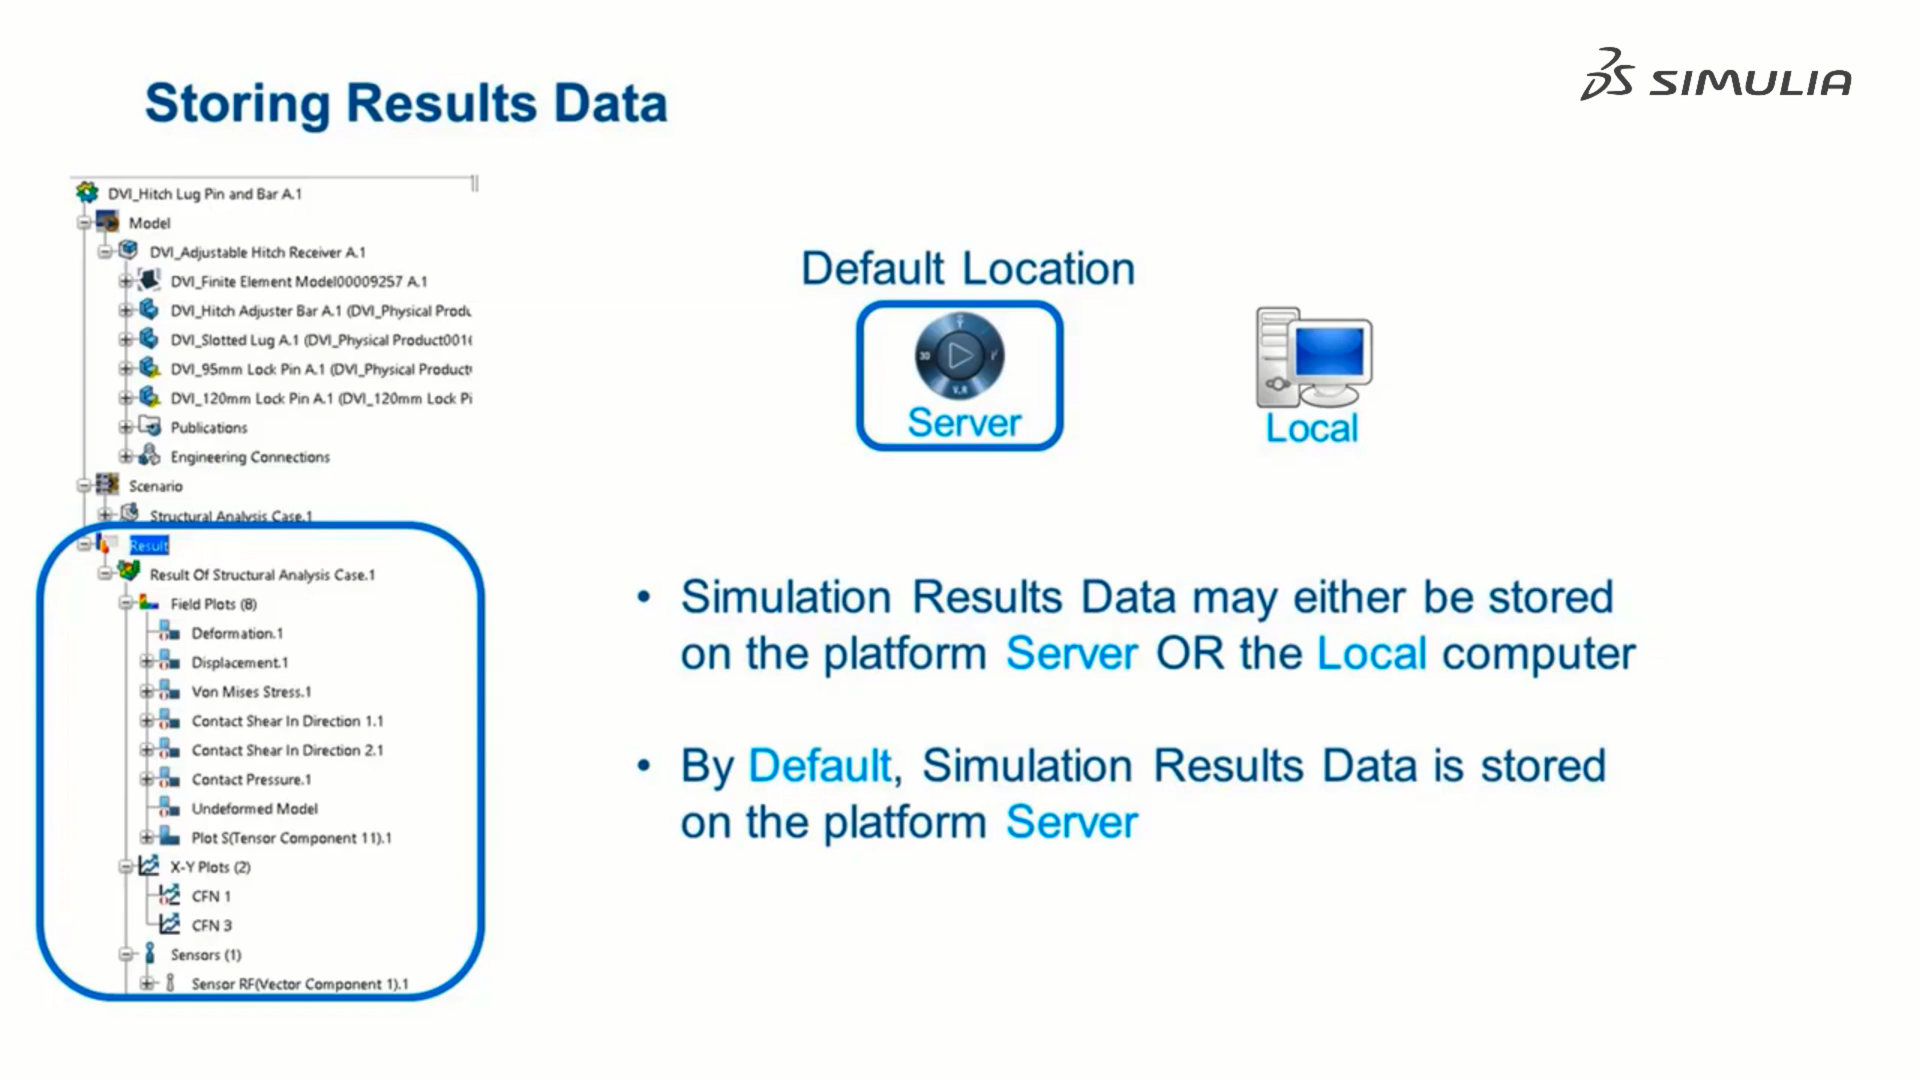 Storing Results Data
SIMULIA
DVI_Hitch Lug Pin and Bar A.1
Model
DVI_Adjustable Hitch Receiver A.1
DVI_Finite Element Model00009257 A.1
DVI_Hitch Adjuster Bar A.1 (DVI_Physical Produ
DVI_Slotted Lug A.1 (DVI_Physical Product001
DVI_95mm Lock Pin A.1 (DVI_Physical Product
DVI_120mm Lock Pin A.1 (DVI_120mm Lock Pi
Publications
Engineering Connections
Scenario
Structural Analysis Case.1
Result
Result Of Structural Analysis Case.1
Field Plots (8)
Deformation.1
Displacement.1
Von Mises Stress.1
Contact Shear In Direction 1.1
Contact Shear In Direction 2.1
Contact Pressure.1
Undeformed Model
Plot S(Tensor Component 11).1
X-Y Plots (2)
CFN 1
CFN 3
Sensors (1)
Sensor RF(Vector Component 1).1
Default Location
3D
V.R
Server
Local
• Simulation Results Data may either be stored
on the platform Server OR the Local computer
• By Default, Simulation Results Data is stored
on the platform Server